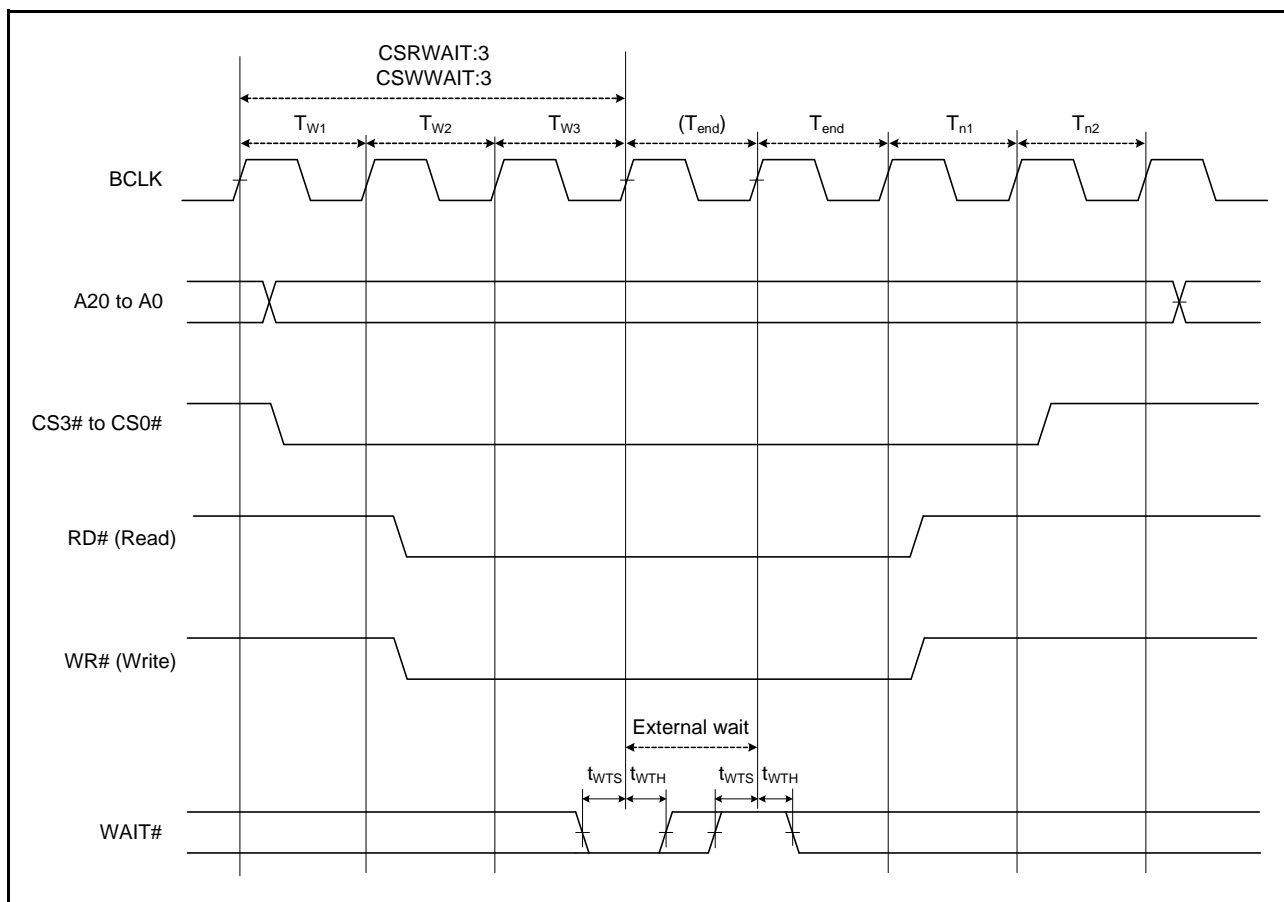 CSRWAIT:3
CSWWAIT:3
TW1 TW2 TW3 (Tend) Tend Tn1 Tn2
BCLK
A20 to A0
CS3# to CS0#
RD# (Read)
WR# (Write)
External wait
tWTS tWTH tWTS tWTH
WAIT#